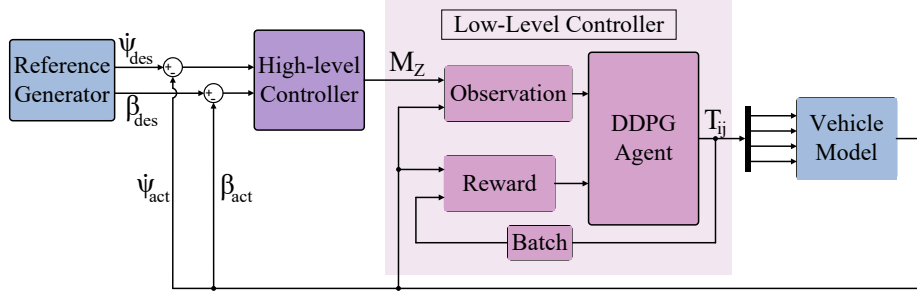 Low-Level Controller
ψ̇des
Reference
Generator
+
−
+
−
βdes
High-level
Controller
MZ
Observation
DDPG
Agent
Tij
Vehicle
Model
ψ̇act
βact
Reward
Batch